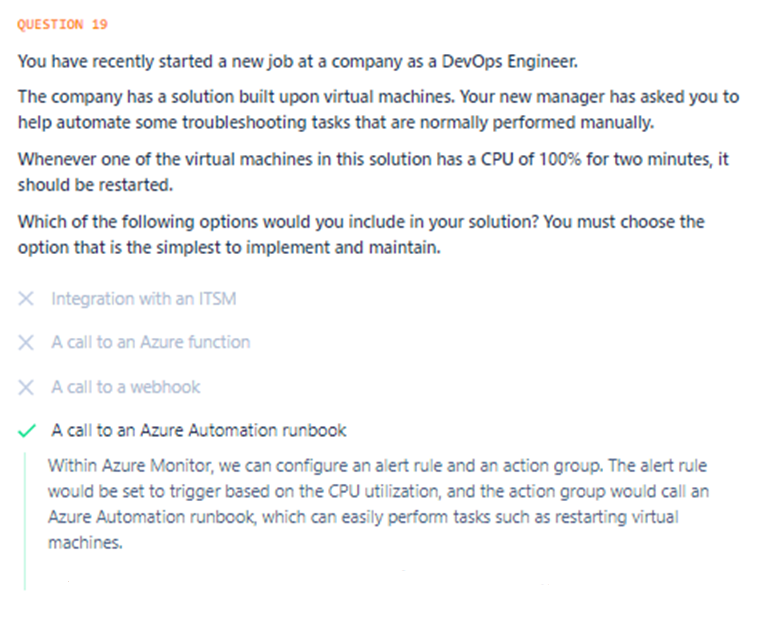 QUESTION 19
You have recently started a new job at a company as a DevOps Engineer.
The company has a solution built upon virtual machines. Your new manager has asked you to
help automate some troubleshooting tasks that are normally performed manually.
Whenever one of the virtual machines in this solution has a CPU of 100% for two minutes, it
should be restarted.
Which of the following options would you include in your solution? You must choose the
option that is the simplest to implement and maintain.
Integration with an ITSM
A call to an Azure function
A call to a webhook
A call to an Azure Automation runbook
Within Azure Monitor, we can configure an alert rule and an action group. The alert rule
would be set to trigger based on the CPU utilization, and the action group would call an
Azure Automation runbook, which can easily perform tasks such as restarting virtual
machines.